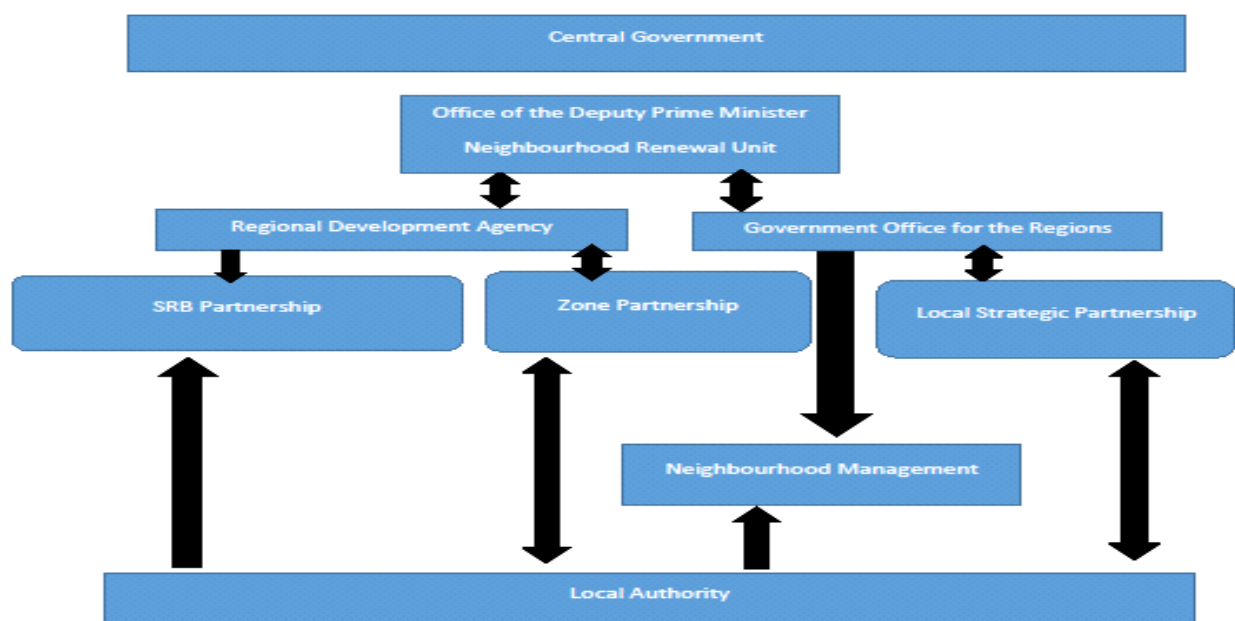 Central Government
Office of the Deputy Prime Minister
Neighbourhood Renewal Unit
Regional Development Agency
Government Office for the Regions
SRB Partnership
Zone Partnership
Local Strategic Partnership
Neighbourhood Management
Local Authority